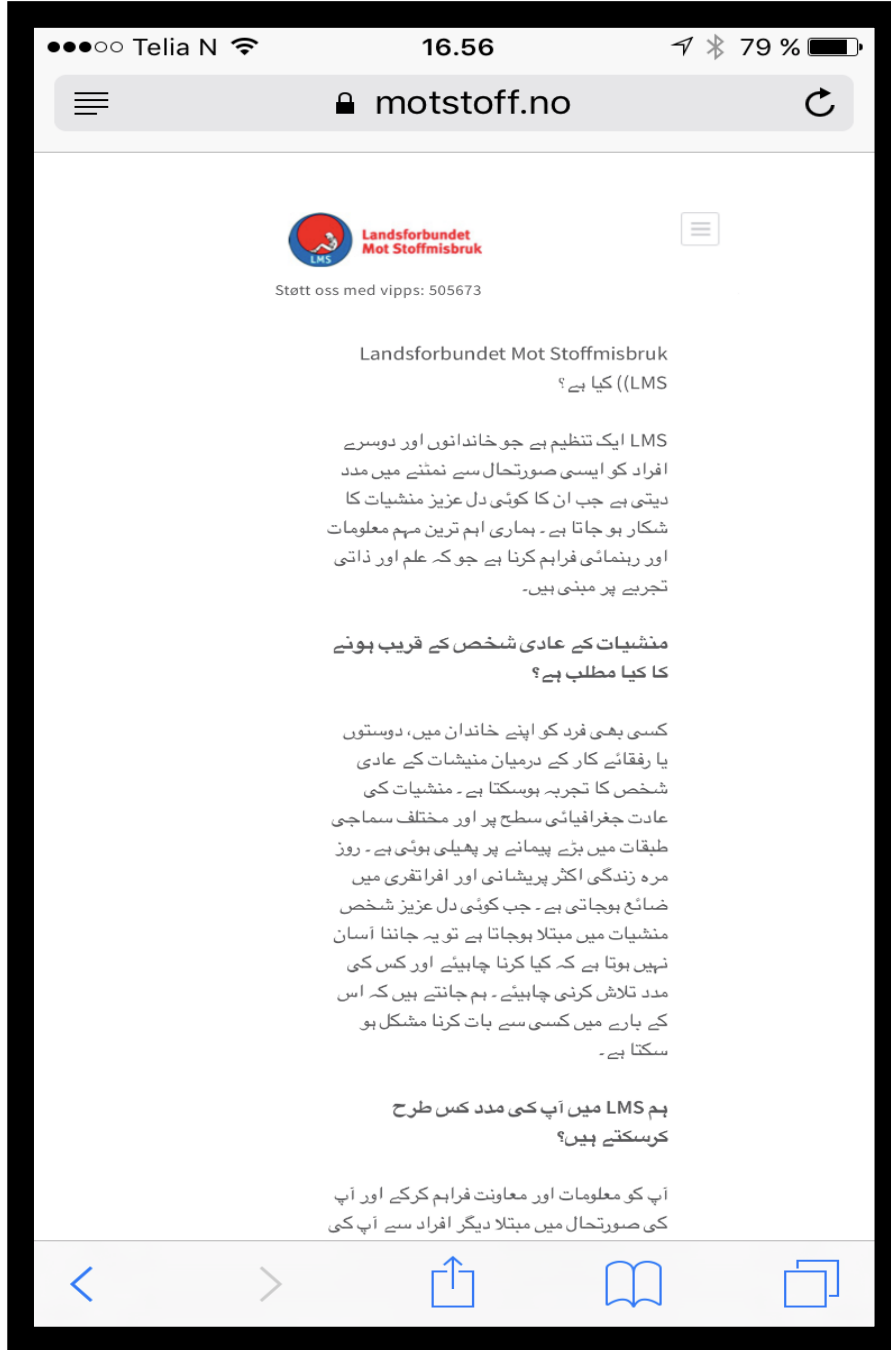 Telia N 16.56 79 %
motstoff.no
Landsforbundet
Mot Stoffmisbruk
LMS
Støtt oss med vipps: 505673
Landsforbundet Mot Stoffmisbruk
LMS)) کیا ہے؟
LMS ایک تنظیم ہے جو خاندانوں اور دوسرے
افراد کو ایسی صورتحال سے نمٹنے میں مدد
دیتی ہے جب ان کا کوئی دل عزیز منشیات کا
شکار ہو جاتا ہے۔ ہماری اہم ترین مہم معلومات
اور رہنمائی فراہم کرنا ہے جو کہ علم اور ذاتی
تجربے پر مبنی ہیں۔
منشیات کے عادی شخص کے قریب ہونے
کا کیا مطلب ہے؟
کسی بھی فرد کو اپنے خاندان میں، دوستوں
یا رفقائے کار کے درمیان منیشات کے عادی
شخص کا تجربہ ہوسکتا ہے۔ منشیات کی
عادت جغرافیائی سطح پر اور مختلف سماجی
طبقات میں بڑے پیمانے پر پھیلی ہوئی ہے۔ روز
مرہ زندگی اکثر پریشانی اور افراتفری میں
ضائع ہوجاتی ہے۔ جب کوئی دل عزیز شخص
منشیات میں مبتلا ہوجاتا ہے تو یہ جاننا آسان
نہیں ہوتا ہے کہ کیا کرنا چاہیئے اور کس کی
مدد تلاش کرنی چاہیئے۔ ہم جانتے ہیں کہ اس
کے بارے میں کسی سے بات کرنا مشکل ہو
سکتا ہے۔
ہم LMS میں آپ کی مدد کس طرح
کرسکتے ہیں؟
آپ کو معلومات اور معاونت فراہم کرکے اور آپ
کی صورتحال میں مبتلا دیگر افراد سے آپ کی